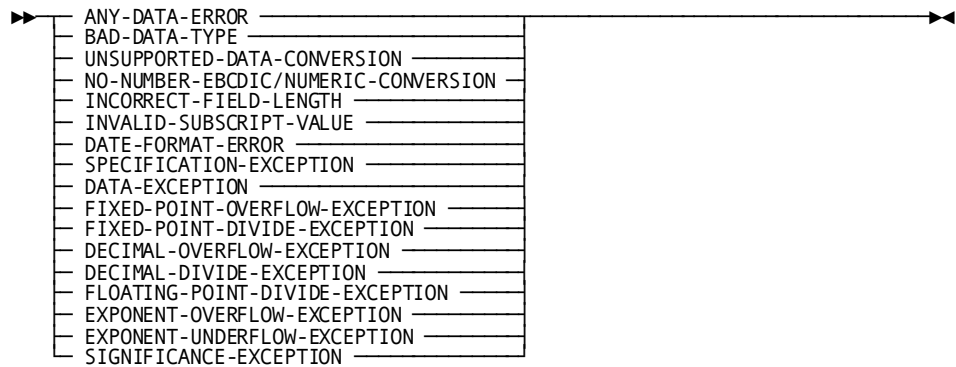 ANY-DATA-ERROR
BAD-DATA-TYPE
UNSUPPORTED-DATA-CONVERSION
NO-NUMBER-EBCDIC/NUMERIC-CONVERSION
INCORRECT-FIELD-LENGTH
INVALID-SUBSCRIPT-VALUE
DATE-FORMAT-ERROR
SPECIFICATION-EXCEPTION
DATA-EXCEPTION
FIXED-POINT-OVERFLOW-EXCEPTION
FIXED-POINT-DIVIDE-EXCEPTION
DECIMAL-OVERFLOW-EXCEPTION
DECIMAL-DIVIDE-EXCEPTION
FLOATING-POINT-DIVIDE-EXCEPTION
EXPONENT-OVERFLOW-EXCEPTION
EXPONENT-UNDERFLOW-EXCEPTION
SIGNIFICANCE-EXCEPTION